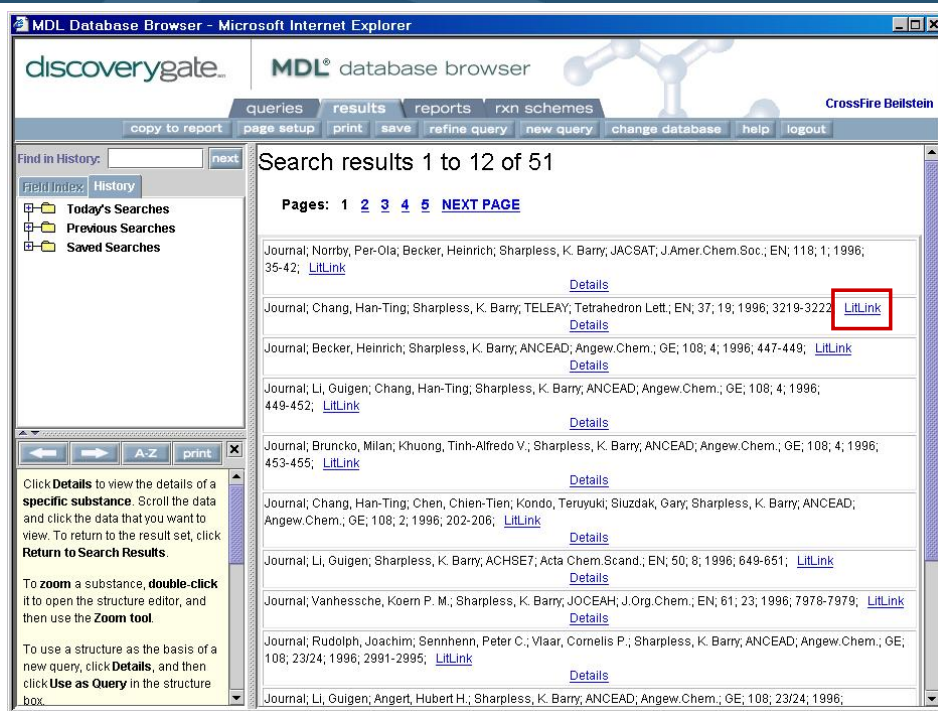 MDL Database Browser - Microsoft Internet Explorer
discoverygate™
MDL® database browser
CrossFire Beilstein
queries results reports rxn schemes
copy to report page setup print save refine query new query change database help logout
Find in History: next
Field Index History
Today's Searches
Previous Searches
Saved Searches
A-Z print
Click Details to view the details of a
specific substance. Scroll the data
and click the data that you want to
view. To return to the result set, click
Return to Search Results.
To zoom a substance, double-click
it to open the structure editor, and
then use the Zoom tool.
To use a structure as the basis of a
new query, click Details, and then
click Use as Query in the structure
box.
Search results 1 to 12 of 51
Pages: 1 2 3 4 5 NEXT PAGE
Journal; Norrby, Per-Ola; Becker, Heinrich; Sharpless, K. Barry; JACSAT; J.Amer.Chem.Soc.; EN; 118; 1; 1996;
35-42; LitLink
Details
Journal; Chang, Han-Ting; Sharpless, K. Barry; TELEAY; Tetrahedron Lett.; EN; 37; 19; 1996; 3219-3222 LitLink
Details
Journal; Becker, Heinrich; Sharpless, K. Barry; ANCEAD; Angew.Chem.; GE; 108; 4; 1996; 447-449; LitLink
Details
Journal; Li, Guigen; Chang, Han-Ting; Sharpless, K. Barry; ANCEAD; Angew.Chem.; GE; 108; 4; 1996;
449-452; LitLink
Details
Journal; Bruncko, Milan; Khuong, Tinh-Alfredo V.; Sharpless, K. Barry; ANCEAD; Angew.Chem.; GE; 108; 4; 1996;
453-455; LitLink
Details
Journal; Chang, Han-Ting; Chen, Chien-Tien; Kondo, Teruyuki; Siuzdak, Gary; Sharpless, K. Barry; ANCEAD;
Angew.Chem.; GE; 108; 2; 1996; 202-206; LitLink
Details
Journal; Li, Guigen; Sharpless, K. Barry; ACHSE7; Acta Chem.Scand.; EN; 50; 8; 1996; 649-651; LitLink
Details
Journal; Vanhessche, Koern P. M.; Sharpless, K. Barry; JOCEAH; J.Org.Chem.; EN; 61; 23; 1996; 7978-7979; LitLink
Details
Journal; Rudolph, Joachim; Sennhenn, Peter C.; Vlaar, Cornelis P.; Sharpless, K. Barry; ANCEAD; Angew.Chem.; GE;
108; 23/24; 1996; 2991-2995; LitLink
Details
Journal; Li, Guigen; Angert, Hubert H.; Sharpless, K. Barry; ANCEAD; Angew.Chem.; GE; 108; 23/24; 1996;